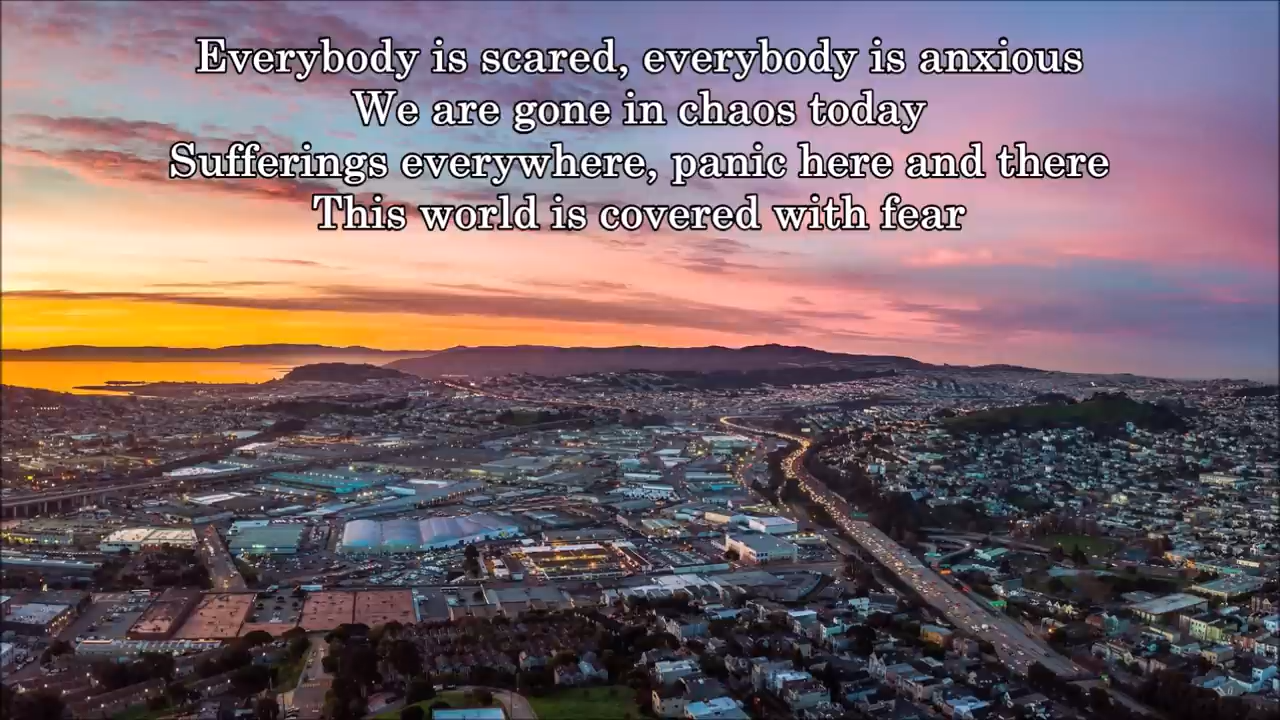 Everybody is scared, everybody is anxious
We are gone in chaos today
Sufferings everywhere, panic here and there
This world is covered with fear